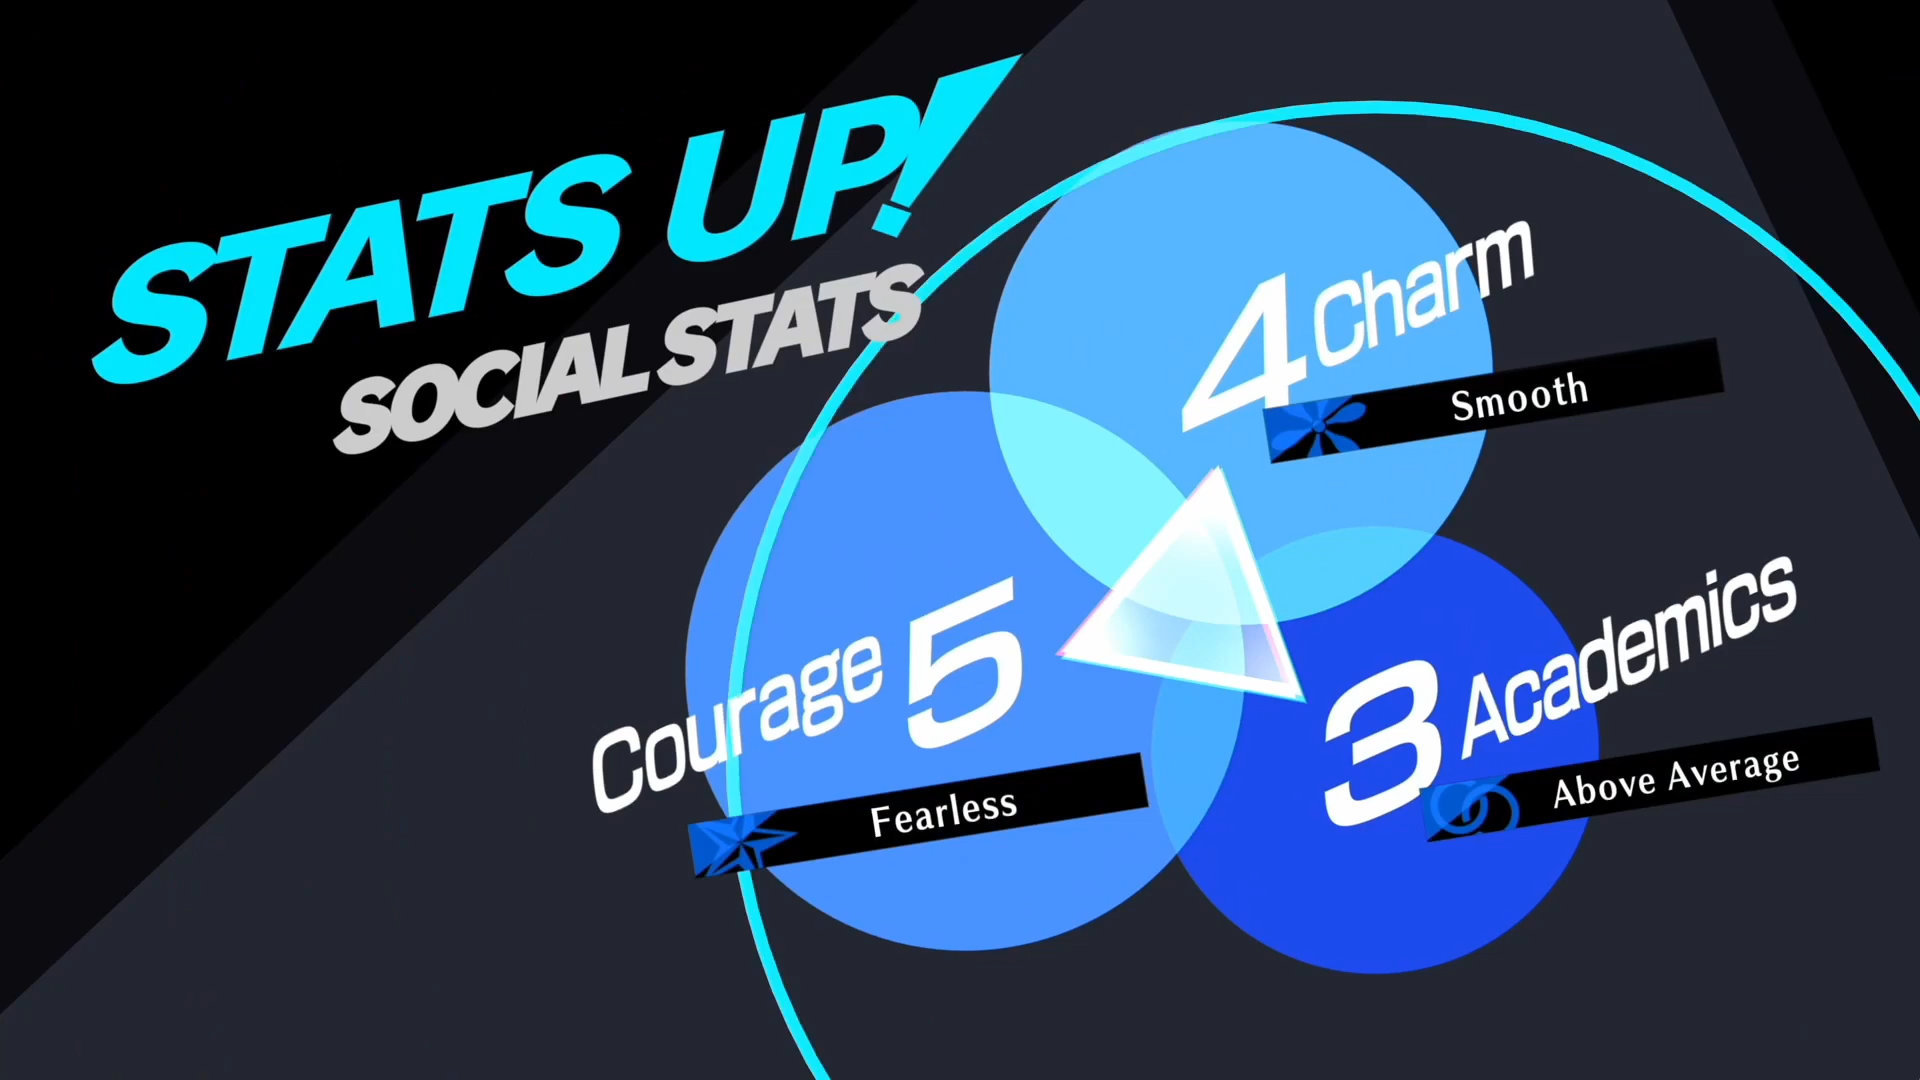 STATS UP!
SOCIAL STATS
4 Charm
Smooth
Courage 5
Fearless
3 Academics
Above Average